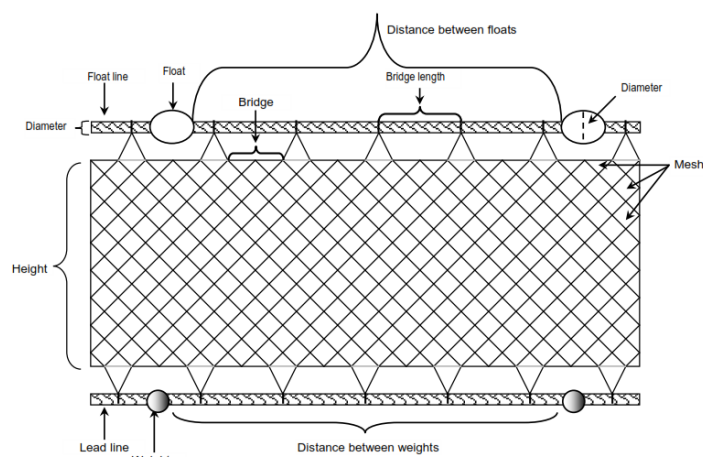 Distance between floats
Float line
Float
Bridge length
Diameter
Bridge
Diameter
Mesh
Height
Lead line
Distance between weights